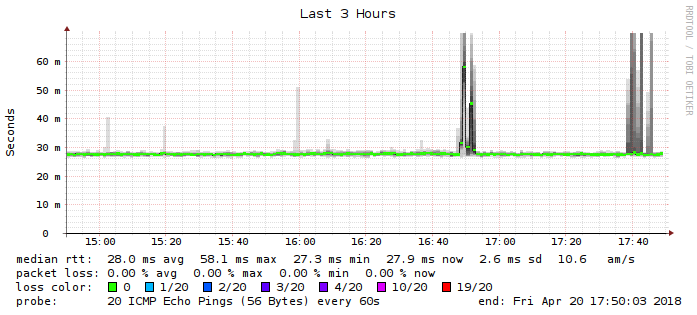 Last 3 Hours
RRDTOOL / TOBI OETIKER
Seconds
60 m
50 m
40 m
30 m
20 m
10 m
0
15:00 15:20 15:40 16:00 16:20 16:40 17:00 17:20 17:40
median rtt: 28.0 ms avg 58.1 ms max 27.3 ms min 27.9 ms now 2.6 ms sd 10.6 am/s
packet loss: 0.00 % avg 0.00 % max 0.00 % min 0.00 % now
loss color: 0 1/20 2/20 3/20 4/20 10/20 19/20
probe: 20 ICMP Echo Pings (56 Bytes) every 60s end: Fri Apr 20 17:50:03 2018